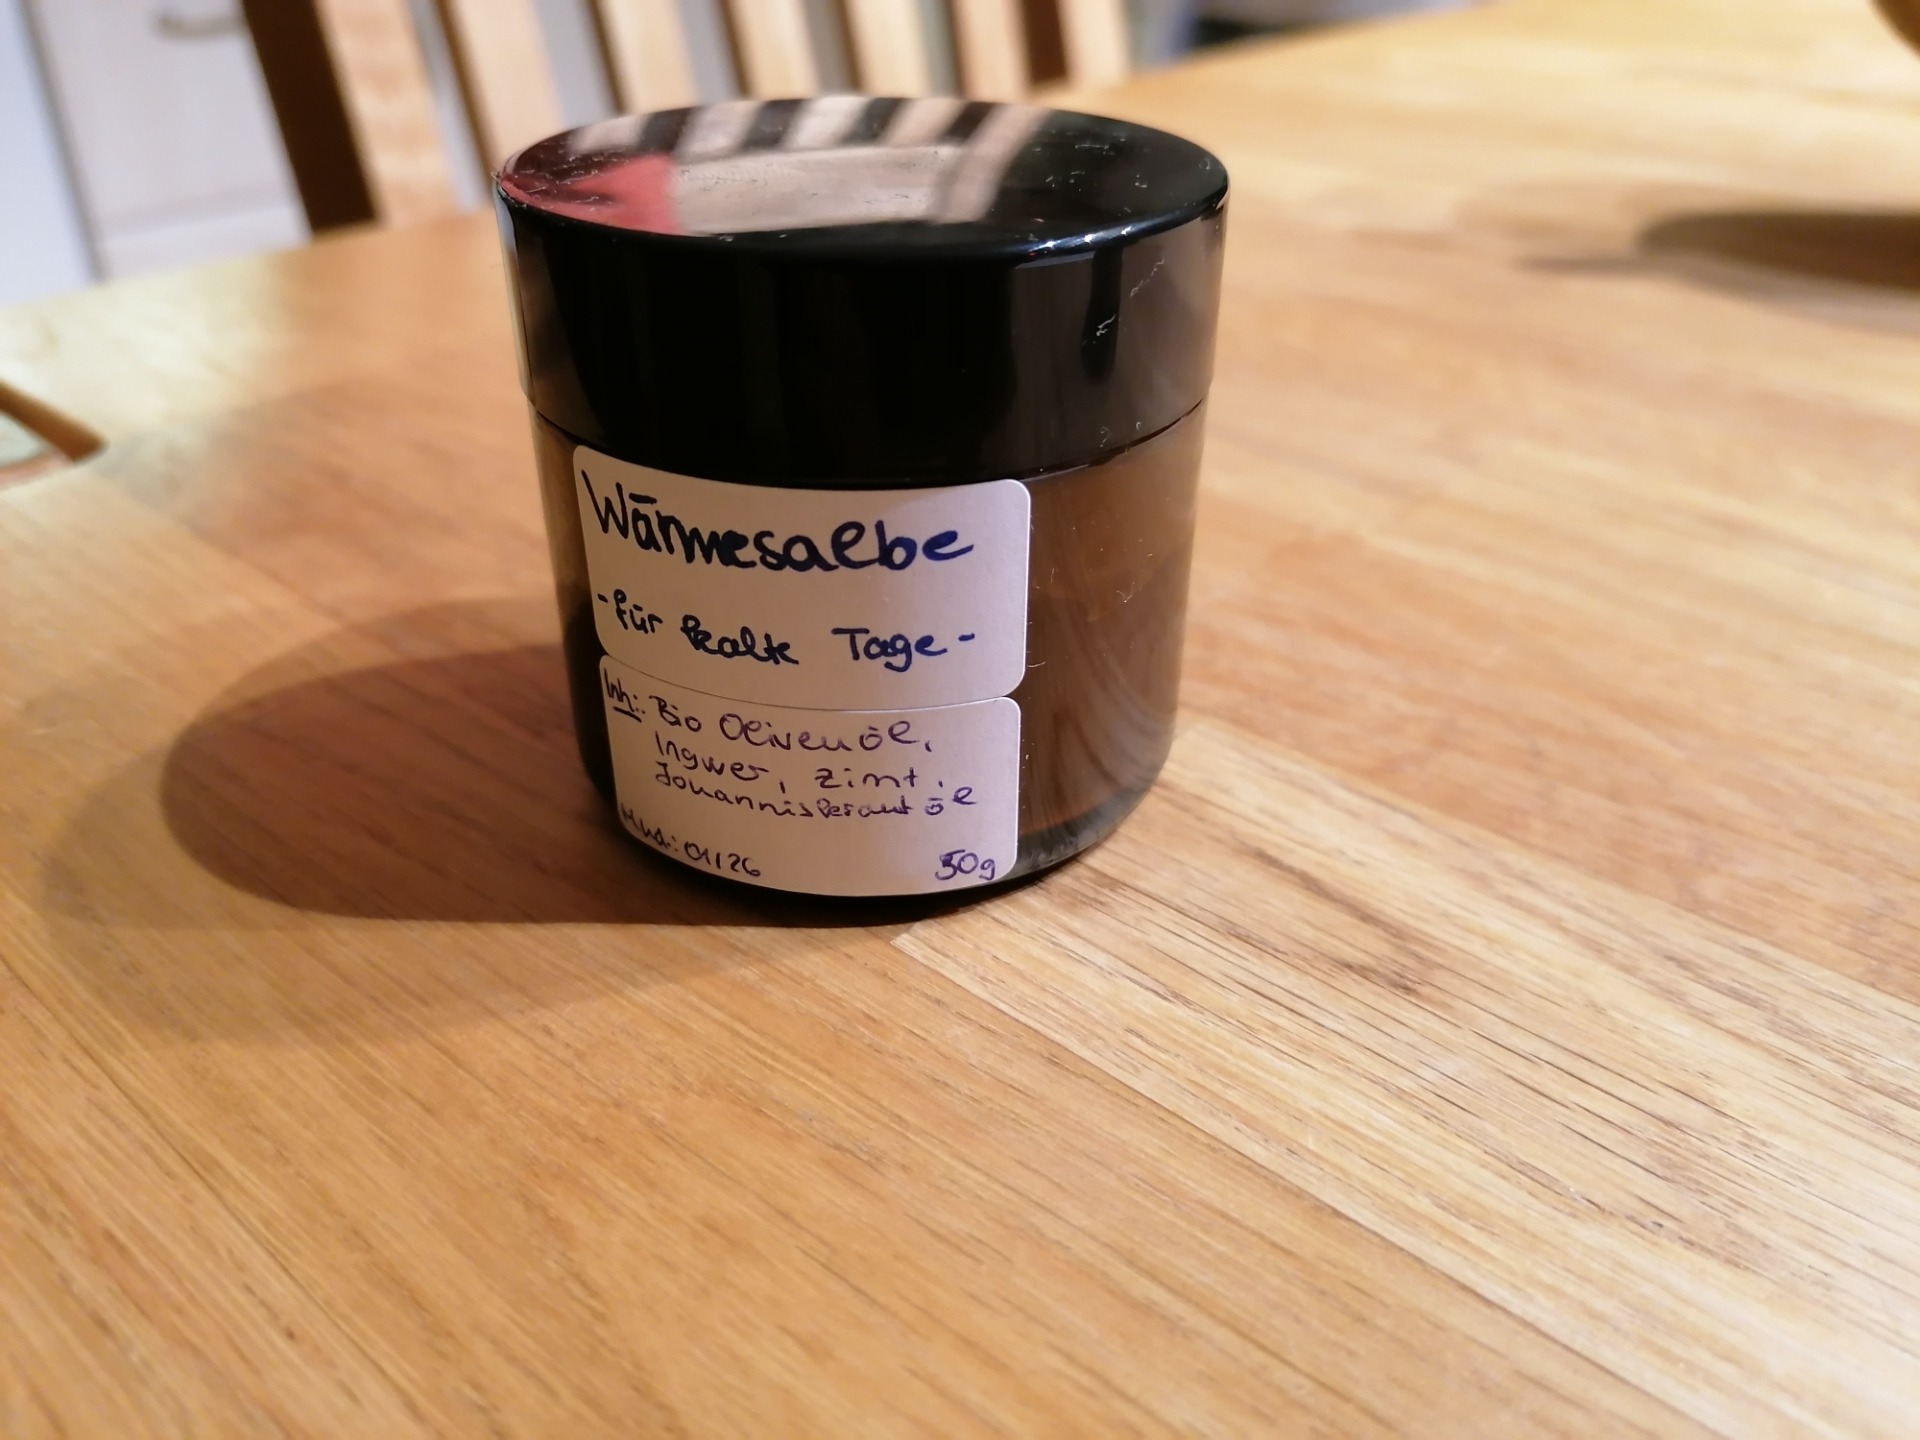 Wärmesalbe
-für kalte Tage-
Inh.: Bio Olivenöl,
Ingwer, Zimt,
Johanniskrautöl
Mhd.: 01/26 50g